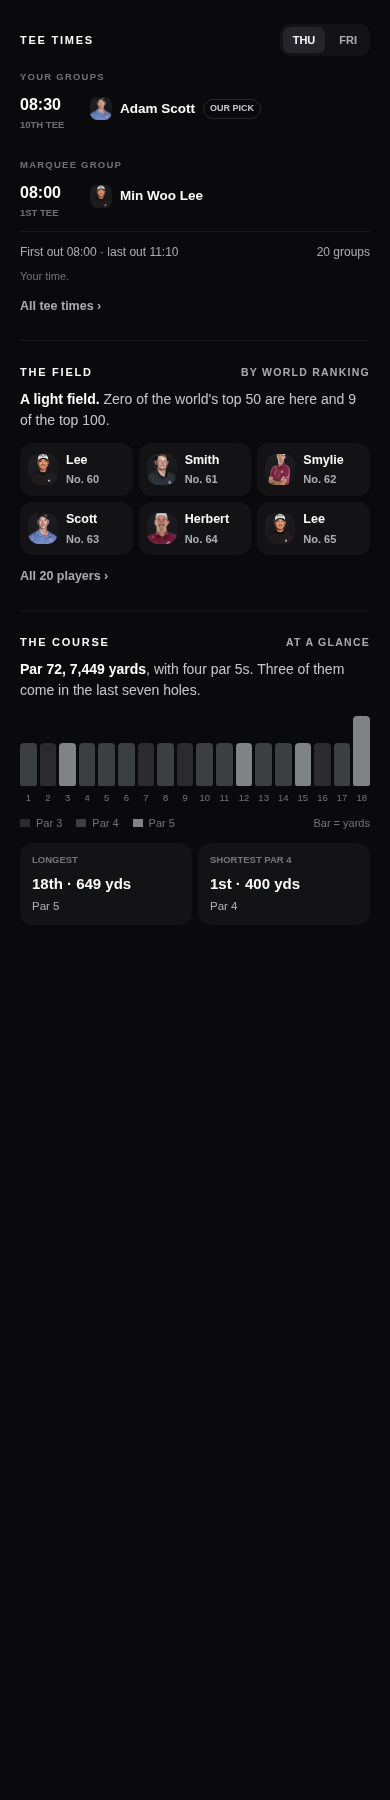 TEE TIMES
THU FRI
YOUR GROUPS
08:30 Adam Scott OUR PICK
10TH TEE
MARQUEE GROUP
08:00 Min Woo Lee
1ST TEE
First out 08:00 · last out 11:10 20 groups
Your time.
All tee times ›
THE FIELD BY WORLD RANKING
A light field. Zero of the world's top 50 are here and 9
of the top 100.
Lee Smith Smylie
No. 60 No. 61 No. 62
Scott Herbert Lee
No. 63 No. 64 No. 65
All 20 players ›
THE COURSE AT A GLANCE
Par 72, 7,449 yards, with four par 5s. Three of them
come in the last seven holes.
1 2 3 4 5 6 7 8 9 10 11 12 13 14 15 16 17 18
Par 3 Par 4 Par 5 Bar = yards
LONGEST SHORTEST PAR 4
18th · 649 yds 1st · 400 yds
Par 5 Par 4